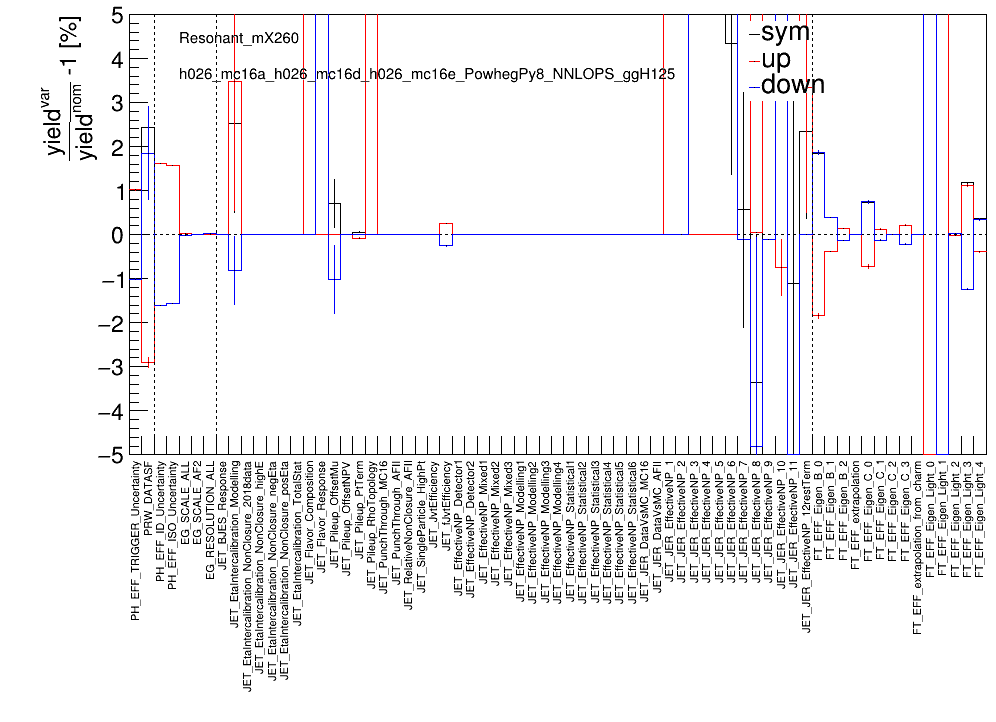 yield^var / yield^nom -1 [%]
5
4
3
2
1
0
−1
−2
−3
−4
−5
Resonant_mX260
h026_mc16a_h026_mc16d_h026_mc16e_PowhegPy8_NNLOPS_ggH125
sym
up
down
PH_EFF_TRIGGER_Uncertainty
PRW_DATASF
PH_EFF_ID_Uncertainty
PH_EFF_ISO_Uncertainty
EG_SCALE_ALL
EG_SCALE_AF2
EG_RESOLUTION_ALL
JET_BJES_Response
JET_EtaIntercalibration_Modelling
JET_EtaIntercalibration_NonClosure_2018data
JET_EtaIntercalibration_NonClosure_highE
JET_EtaIntercalibration_NonClosure_negEta
JET_EtaIntercalibration_NonClosure_posEta
JET_EtaIntercalibration_TotalStat
JET_Flavor_Composition
JET_Flavor_Response
JET_Pileup_OffsetMu
JET_Pileup_OffsetNPV
JET_Pileup_PtTerm
JET_Pileup_RhoTopology
JET_PunchThrough_MC16
JET_PunchThrough_AFII
JET_RelativeNonClosure_AFII
JET_SingleParticle_HighPt
JET_JvtEfficiency
JET_fJvtEfficiency
JET_EffectiveNP_Detector1
JET_EffectiveNP_Detector2
JET_EffectiveNP_Mixed1
JET_EffectiveNP_Mixed2
JET_EffectiveNP_Mixed3
JET_EffectiveNP_Modelling1
JET_EffectiveNP_Modelling2
JET_EffectiveNP_Modelling3
JET_EffectiveNP_Modelling4
JET_EffectiveNP_Statistical1
JET_EffectiveNP_Statistical2
JET_EffectiveNP_Statistical3
JET_EffectiveNP_Statistical4
JET_EffectiveNP_Statistical5
JET_EffectiveNP_Statistical6
JET_JER_DataVsMC_MC16
JET_JER_DataVsMC_AFII
JET_JER_EffectiveNP_1
JET_JER_EffectiveNP_2
JET_JER_EffectiveNP_3
JET_JER_EffectiveNP_4
JET_JER_EffectiveNP_5
JET_JER_EffectiveNP_6
JET_JER_EffectiveNP_7
JET_JER_EffectiveNP_8
JET_JER_EffectiveNP_9
JET_JER_EffectiveNP_10
JET_JER_EffectiveNP_11
JET_JER_EffectiveNP_12restTerm
FT_EFF_Eigen_B_0
FT_EFF_Eigen_B_1
FT_EFF_Eigen_B_2
FT_EFF_extrapolation
FT_EFF_Eigen_C_0
FT_EFF_Eigen_C_1
FT_EFF_Eigen_C_2
FT_EFF_Eigen_C_3
FT_EFF_extrapolation_from_charm
FT_EFF_Eigen_Light_0
FT_EFF_Eigen_Light_1
FT_EFF_Eigen_Light_2
FT_EFF_Eigen_Light_3
FT_EFF_Eigen_Light_4